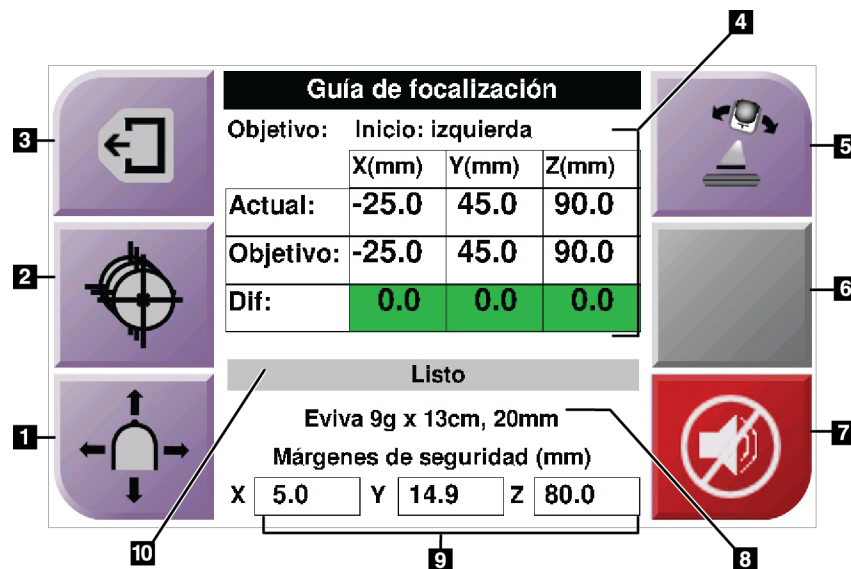 4
Guía de focalización
Objetivo: Inicio: izquierda
3
5
X(mm) Y(mm) Z(mm)
Actual: -25.0 45.0 90.0
Objetivo: -25.0 45.0 90.0
2
6
Dif: 0.0 0.0 0.0
Listo
Eviva 9g x 13cm, 20mm
1
7
Márgenes de seguridad (mm)
X 5.0 Y 14.9 Z 80.0
10
9
8